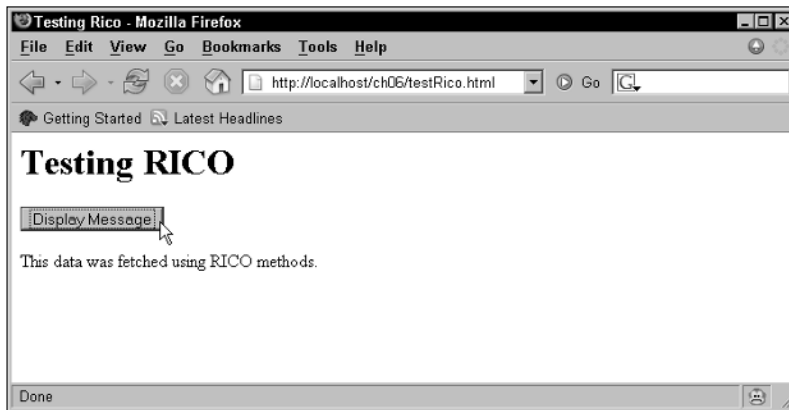 Testing Rico - Mozilla Firefox
File Edit View Go Bookmarks Tools Help
http://localhost/ch06/testRico.html Go G
Getting Started Latest Headlines
Testing RICO
Display Message
This data was fetched using RICO methods.
Done